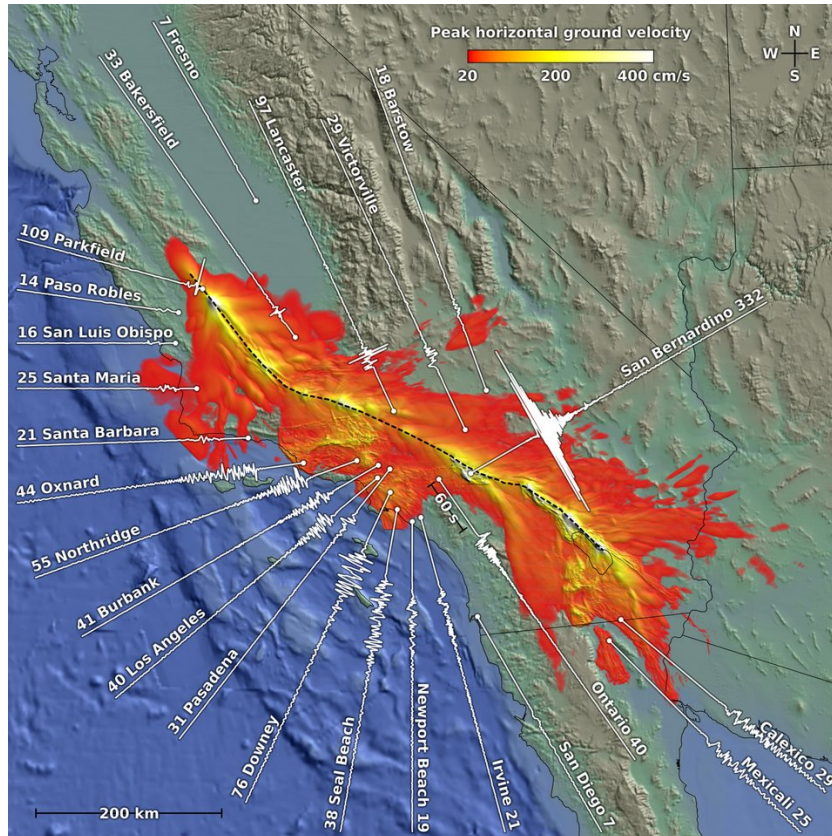 Peak horizontal ground velocity
20 200 400 cm/s
N
W E
S
7 Fresno
33 Bakersfield
97 Lancaster
29 Victorville
18 Barstow
109 Parkfield
14 Paso Robles
16 San Luis Obispo
25 Santa Maria
21 Santa Barbara
44 Oxnard
55 Northridge
41 Burbank
40 Los Angeles
31 Pasadena
76 Downey
38 Seal Beach
Newport Beach 19
Irvine 21
San Diego 7
Ontario 40
Mexicali 25
Calexico 29
San Bernardino 332
60 s
200 km